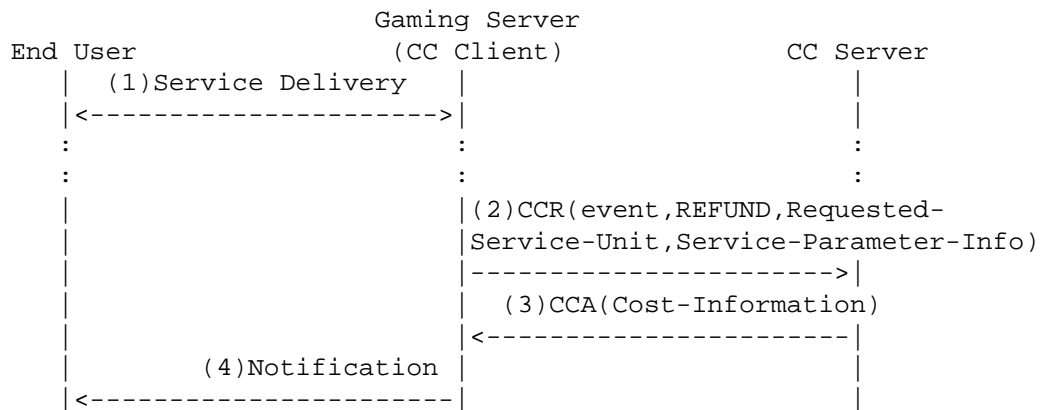 Gaming Server
End User (CC Client) CC Server
(1)Service Delivery
(2)CCR(event,REFUND,Requested-
Service-Unit,Service-Parameter-Info)
(3)CCA(Cost-Information)
(4)Notification